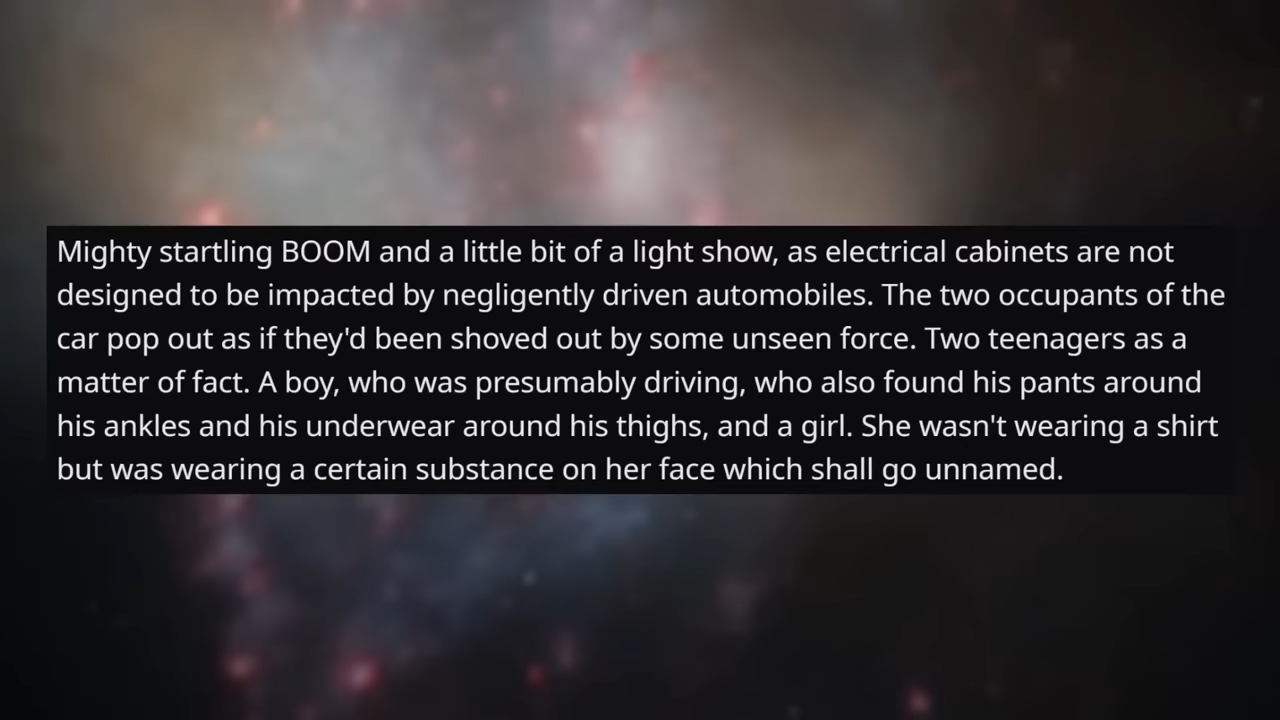 Mighty startling BOOM and a little bit of a light show, as electrical cabinets are not
designed to be impacted by negligently driven automobiles. The two occupants of the
car pop out as if they'd been shoved out by some unseen force. Two teenagers as a
matter of fact. A boy, who was presumably driving, who also found his pants around
his ankles and his underwear around his thighs, and a girl. She wasn't wearing a shirt
but was wearing a certain substance on her face which shall go unnamed.